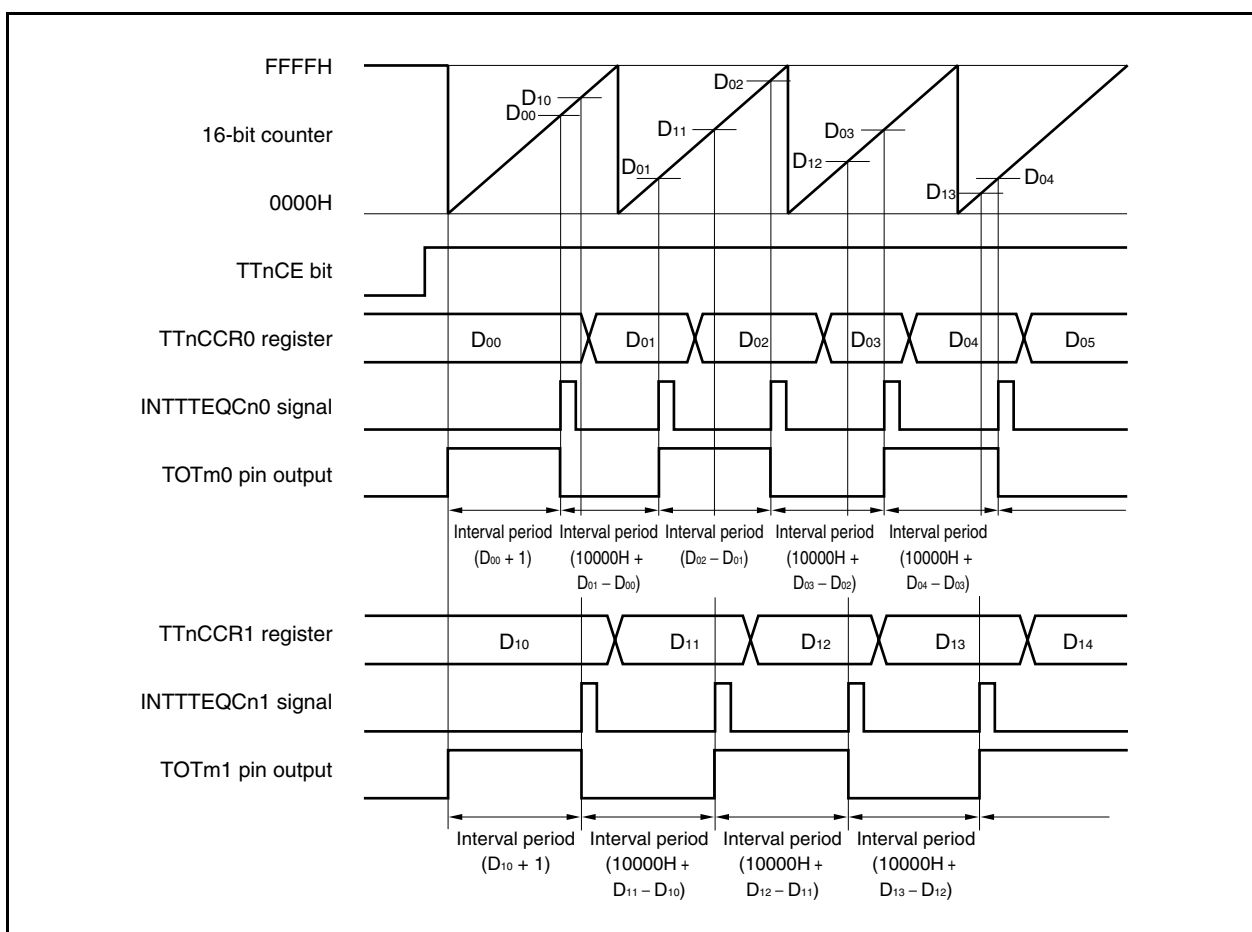 FFFFH
16-bit counter
0000H
D10
D00
D01
D11
D02
D12
D03
D13
D04
TTnCE bit
TTnCCR0 register
D00
D01
D02
D03
D04
D05
INTTTEQCn0 signal
TOTm0 pin output
Interval period
(D00 + 1)
Interval period
(10000H +
D01 – D00)
Interval period
(D02 – D01)
Interval period
(10000H +
D03 – D02)
Interval period
(10000H +
D04 – D03)
TTnCCR1 register
D10
D11
D12
D13
D14
INTTTEQCn1 signal
TOTm1 pin output
Interval period
(D10 + 1)
Interval period
(10000H +
D11 – D10)
Interval period
(10000H +
D12 – D11)
Interval period
(10000H +
D13 – D12)